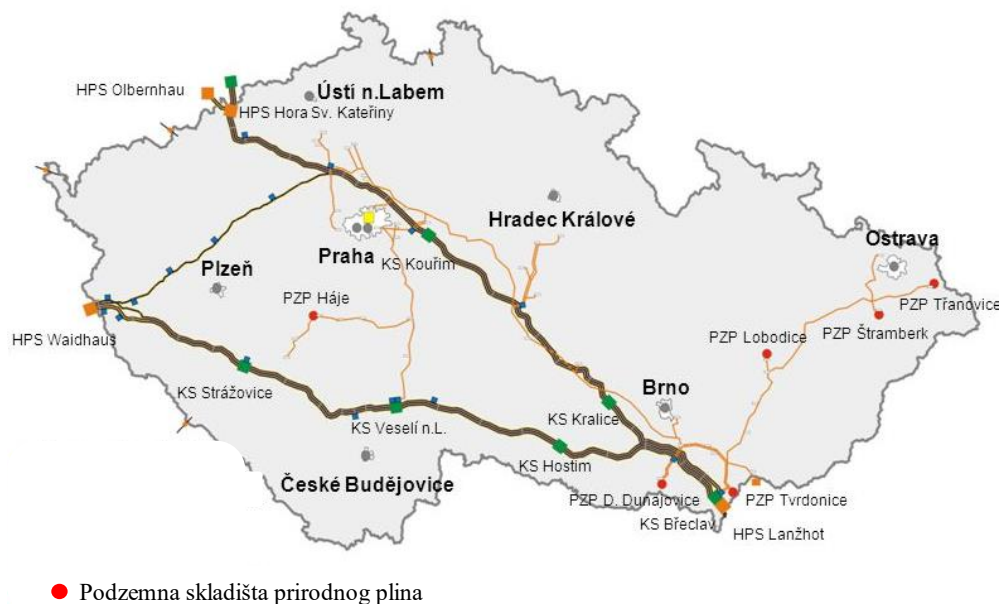 Ústí n.Labem
HPS Olbernhau
HPS Hora Sv. Kateřiny
Hradec Králové
Praha
KS Kouřim
Ostrava
Plzeň
PZP Háje
PZP Třanovice
HPS Waidhaus
PZP Lobodice
PZP Štramberk
KS Strážovice
Brno
KS Kralice
KS Veselí n.L.
KS Hostim
České Budějovice
PZP D. Dunajovice
PZP Tvrdonice
KS Břeclav
HPS Lanžhot
Podzemna skladišta prirodnog plina